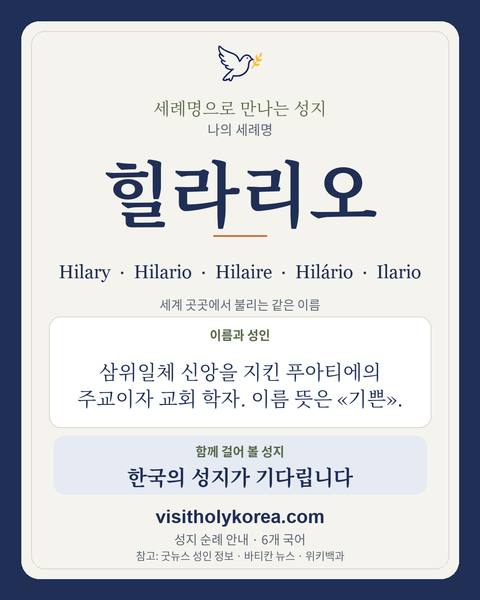 세례명으로 만나는 성지
나의 세례명
힐라리오
Hilary · Hilario · Hilaire · Hilário · Ilario
세계 곳곳에서 불리는 같은 이름
이름과 성인
삼위일체 신앙을 지킨 푸아티에의
주교이자 교회 학자. 이름 뜻은 «기쁜».
함께 걸어 볼 성지
한국의 성지가 기다립니다
visitholykorea.com
성지 순례 안내 · 6개 국어
참고: 굿뉴스 성인 정보 · 바티칸 뉴스 · 위키백과